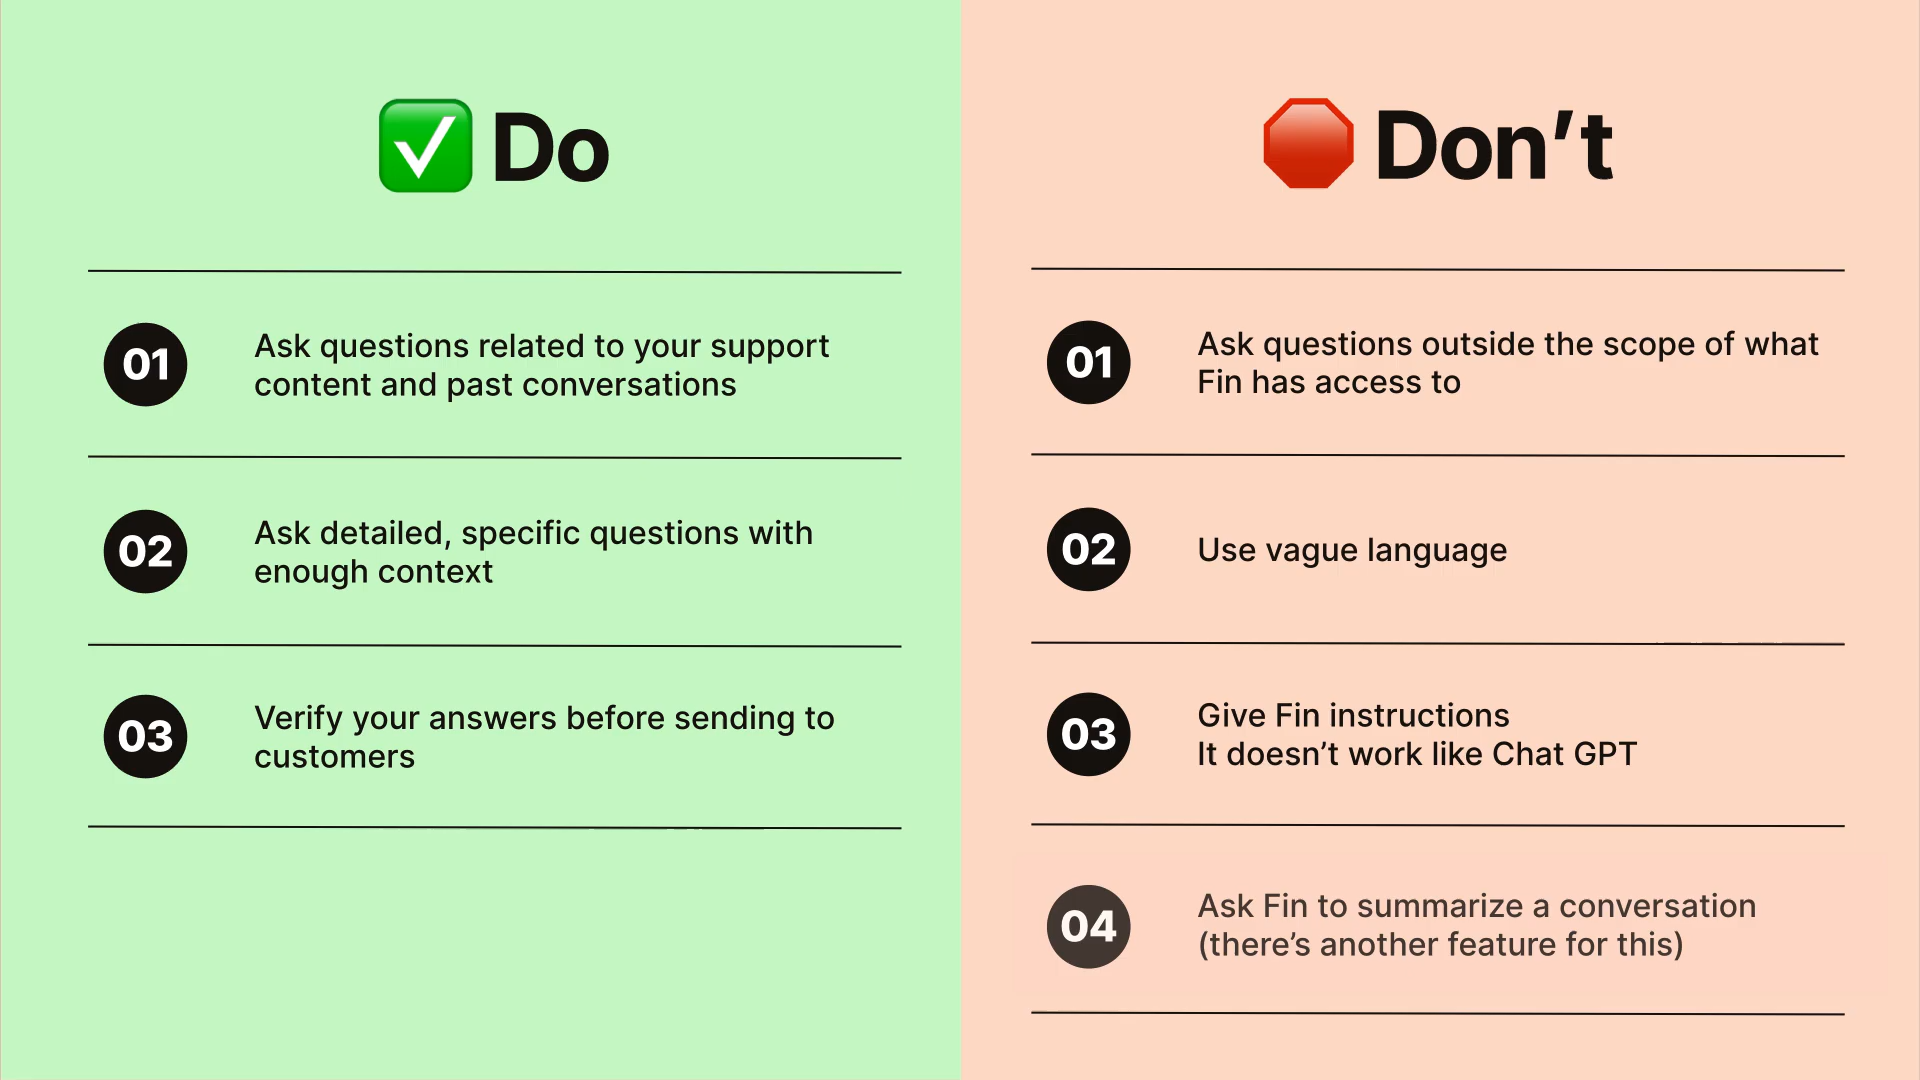 Do
01
Ask questions related to your support
content and past conversations
02
Ask detailed, specific questions with
enough context
03
Verify your answers before sending to
customers
Don’t
01
Ask questions outside the scope of what
Fin has access to
02
Use vague language
03
Give Fin instructions
It doesn’t work like Chat GPT
04
Ask Fin to summarize a conversation
(there’s another feature for this)